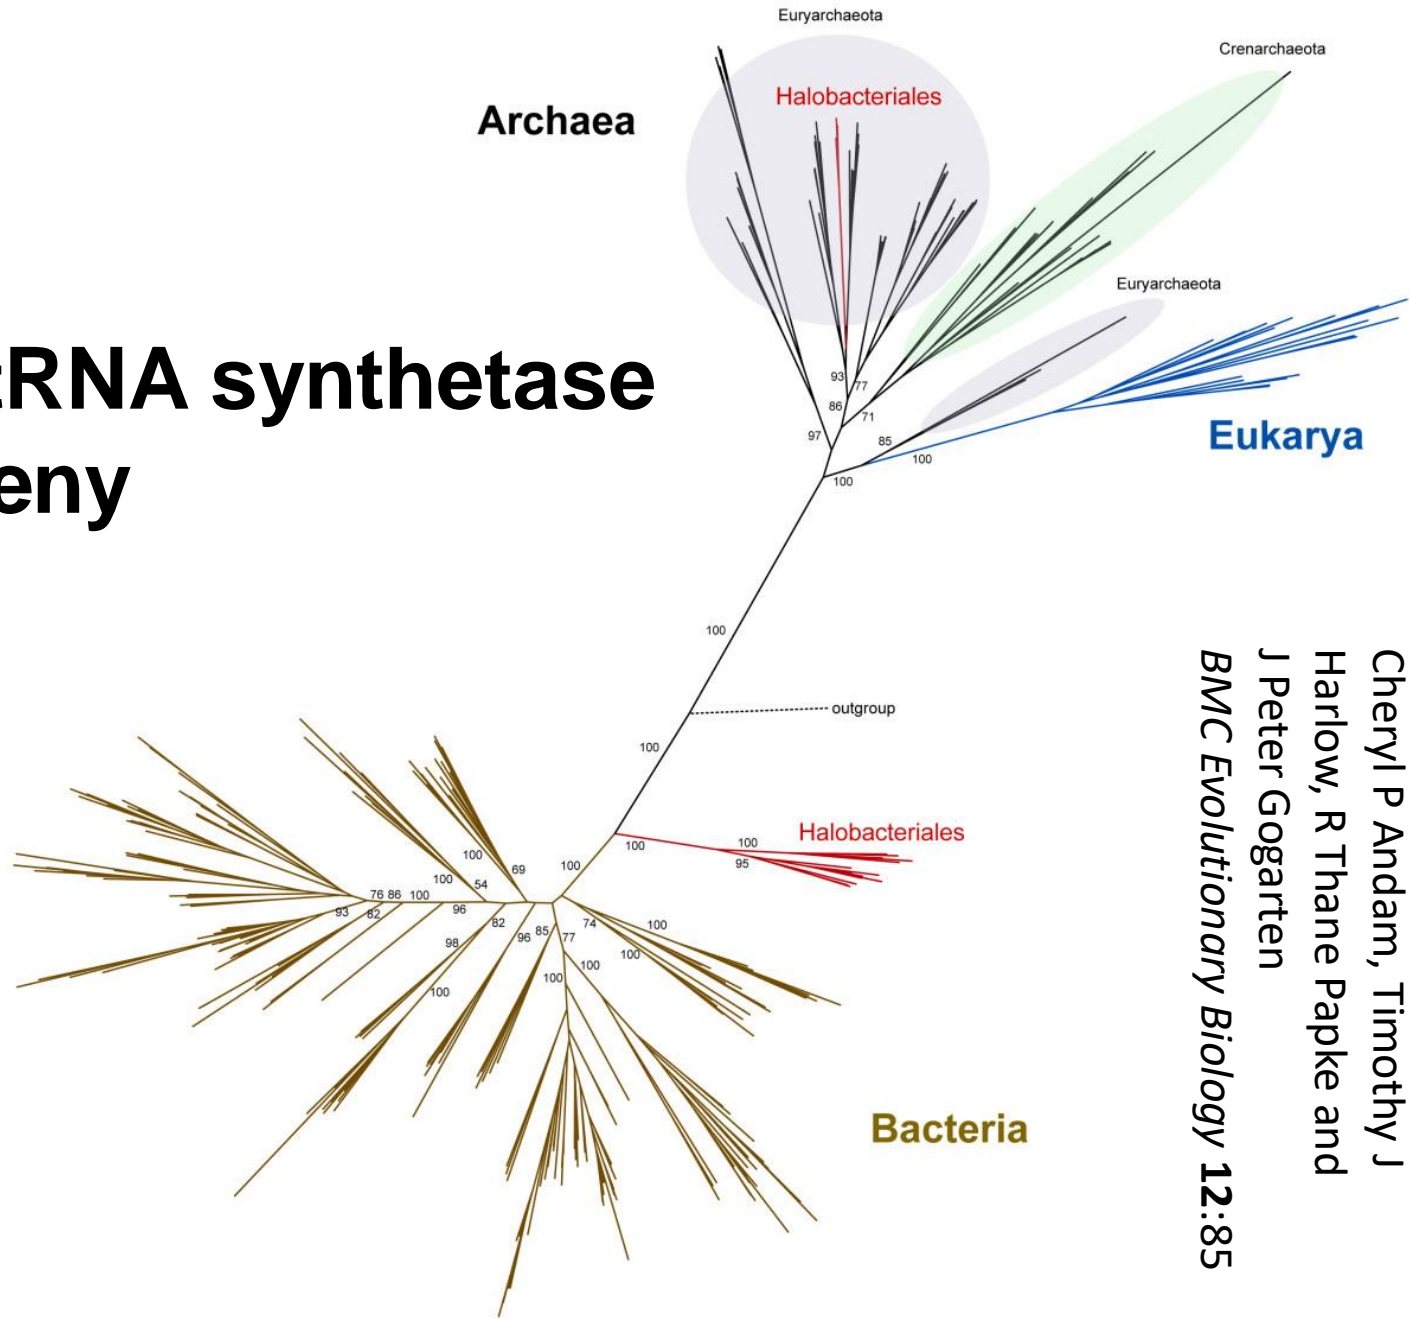 Euryarchaeota
Crenarchaeota
Halobacteriales
Archaea
Euryarchaeota
tRNA synthetase
eny
Eukarya
93
77
86
71
97
85
100
100
100
outgroup
100
Halobacteriales
100
100
95
100
69
100
100
54
76 86 100
96
93
82
82
96
85
77
74
100
98
100
100
100
100
Bacteria
Cheryl P Andam, Timothy J
Harlow, R Thane Papke and
J Peter Gogarten
BMC Evolutionary Biology 12:85